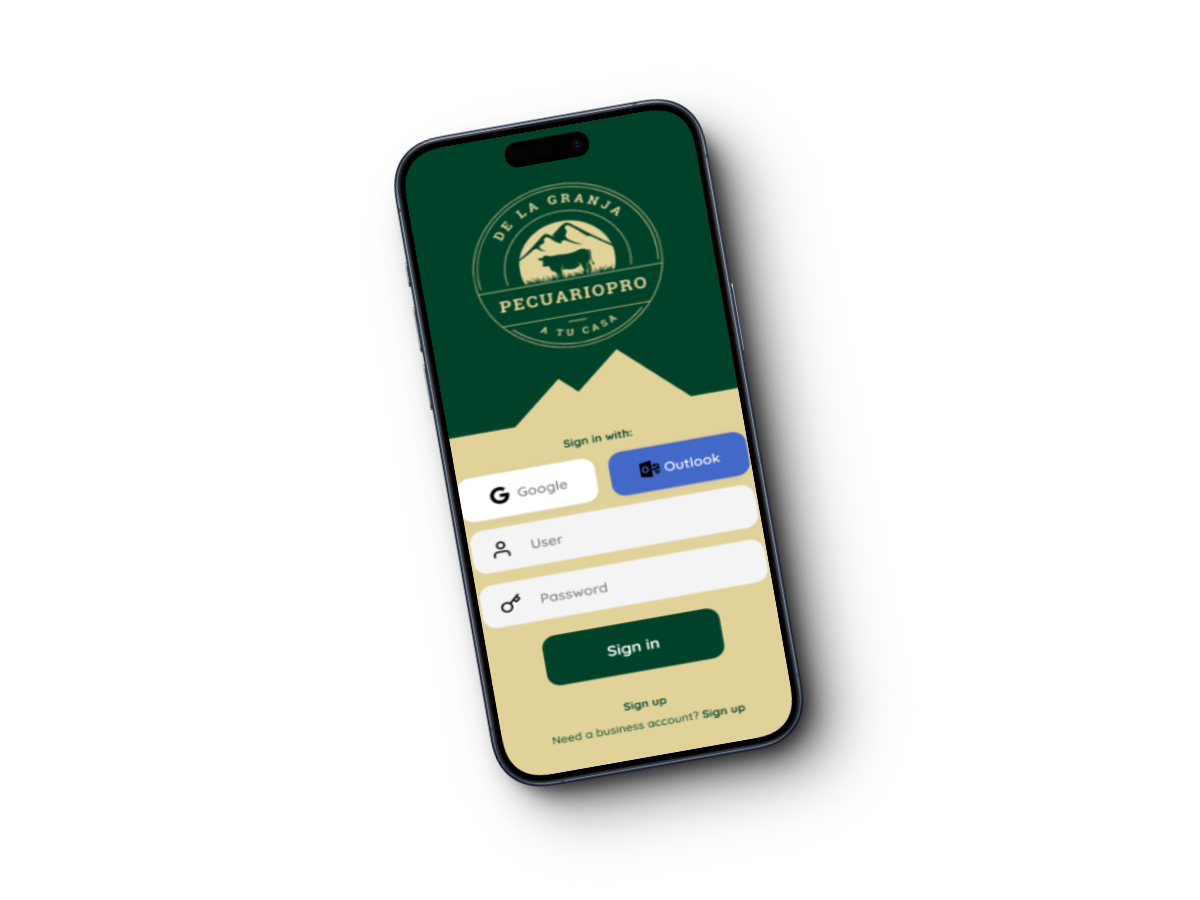 DE LA GRANJA
PECUARIOPRO
A TU CASA
Sign in with:
Google
Outlook
User
Password
Sign in
Sign up
Need a business account? Sign up